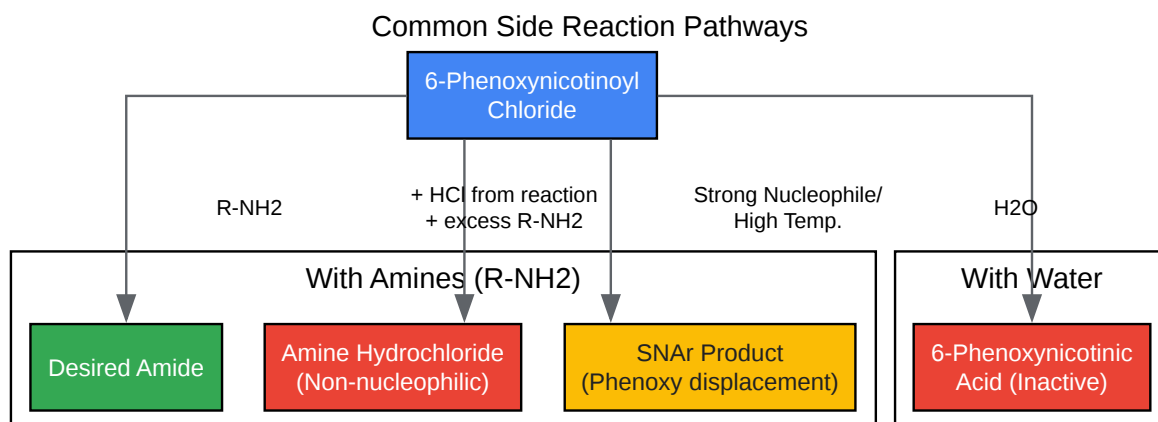 Common Side Reaction Pathways
6-Phenoxynicotinoyl
Chloride
R-NH2
+ HCl from reaction
+ excess R-NH2
Strong Nucleophile/
High Temp.
H2O
With Amines (R-NH2)
With Water
Desired Amide
Amine Hydrochloride
(Non-nucleophilic)
SNAr Product
(Phenoxy displacement)
6-Phenoxynicotinic
Acid (Inactive)